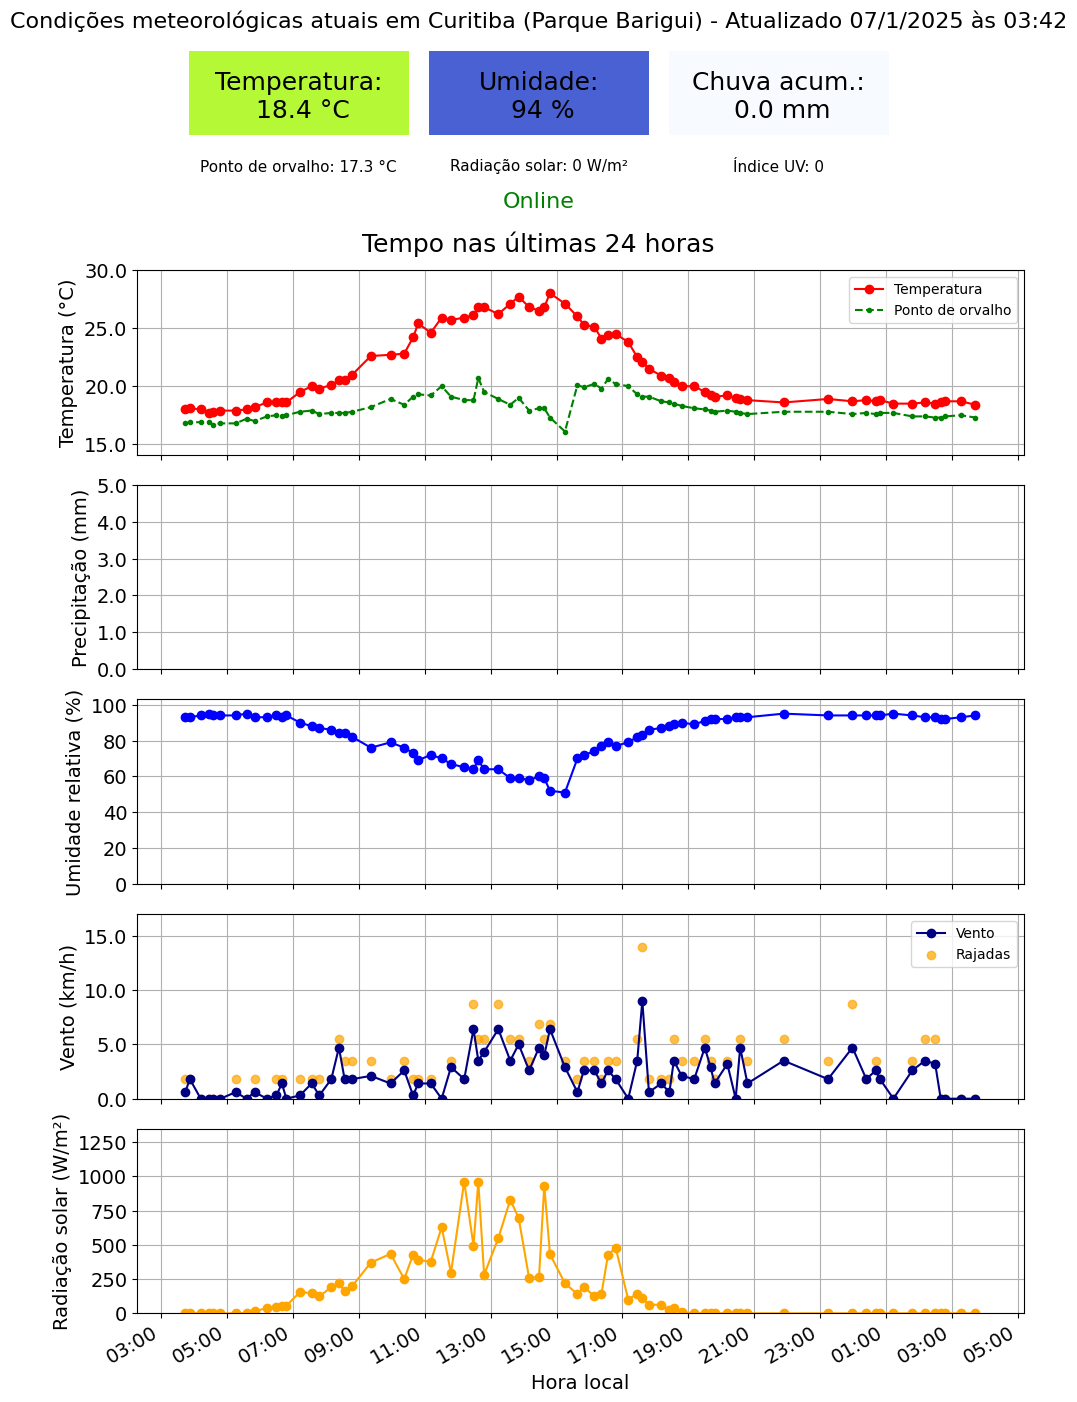 Condições meteorológicas atuais em Curitiba (Parque Barigui) - Atualizado 07/1/2025 às 03:42
Temperatura:
18.4 °C
Umidade:
94 %
Chuva acum.:
0.0 mm
Ponto de orvalho: 17.3 °C
Radiação solar: 0 W/m²
Índice UV: 0
Online
Tempo nas últimas 24 horas
Temperatura (°C)
30.0
25.0
20.0
15.0
Temperatura
Ponto de orvalho
Precipitação (mm)
5.0
4.0
3.0
2.0
1.0
0.0
Umidade relativa (%)
100
80
60
40
20
0
Vento (km/h)
15.0
10.0
5.0
0.0
Vento
Rajadas
Radiação solar (W/m²)
1250
1000
750
500
250
0
03:00 05:00 07:00 09:00 11:00 13:00 15:00 17:00 19:00 21:00 23:00 01:00 03:00 05:00
Hora local